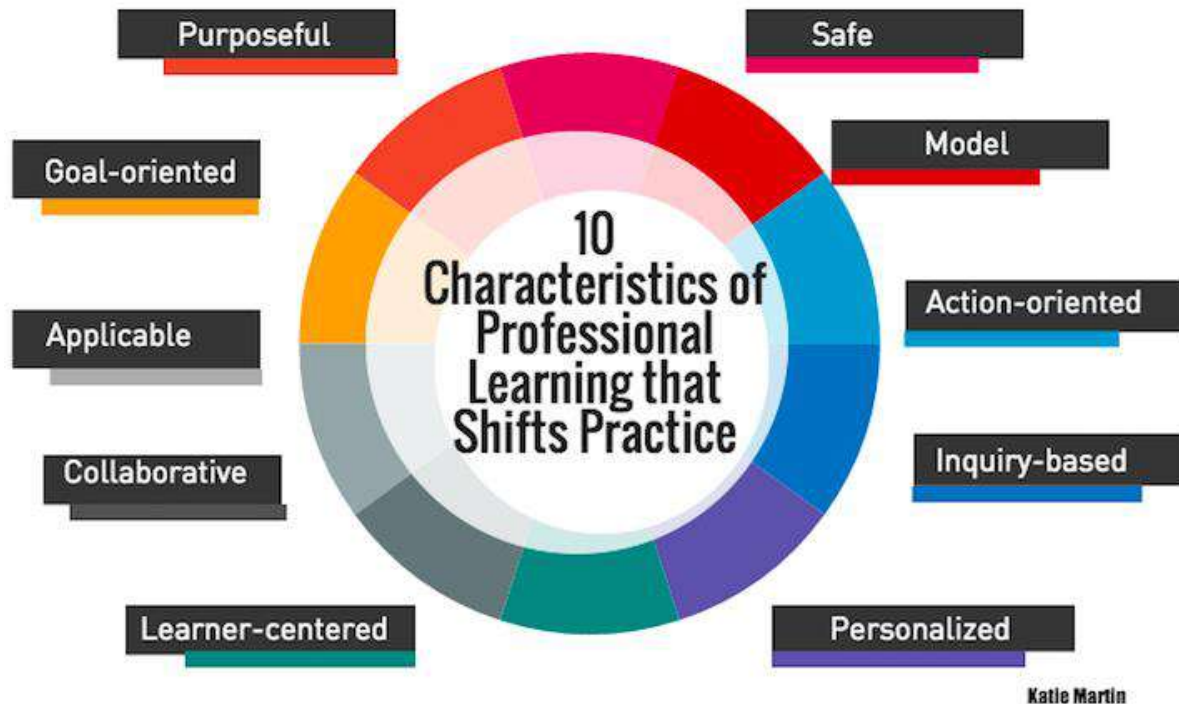 Purposeful
Safe
Goal-oriented
Model
Applicable
Action-oriented
Collaborative
Inquiry-based
Learner-centered
Personalized
10
Characteristics of
Professional
Learning that
Shifts Practice
Katie Martin